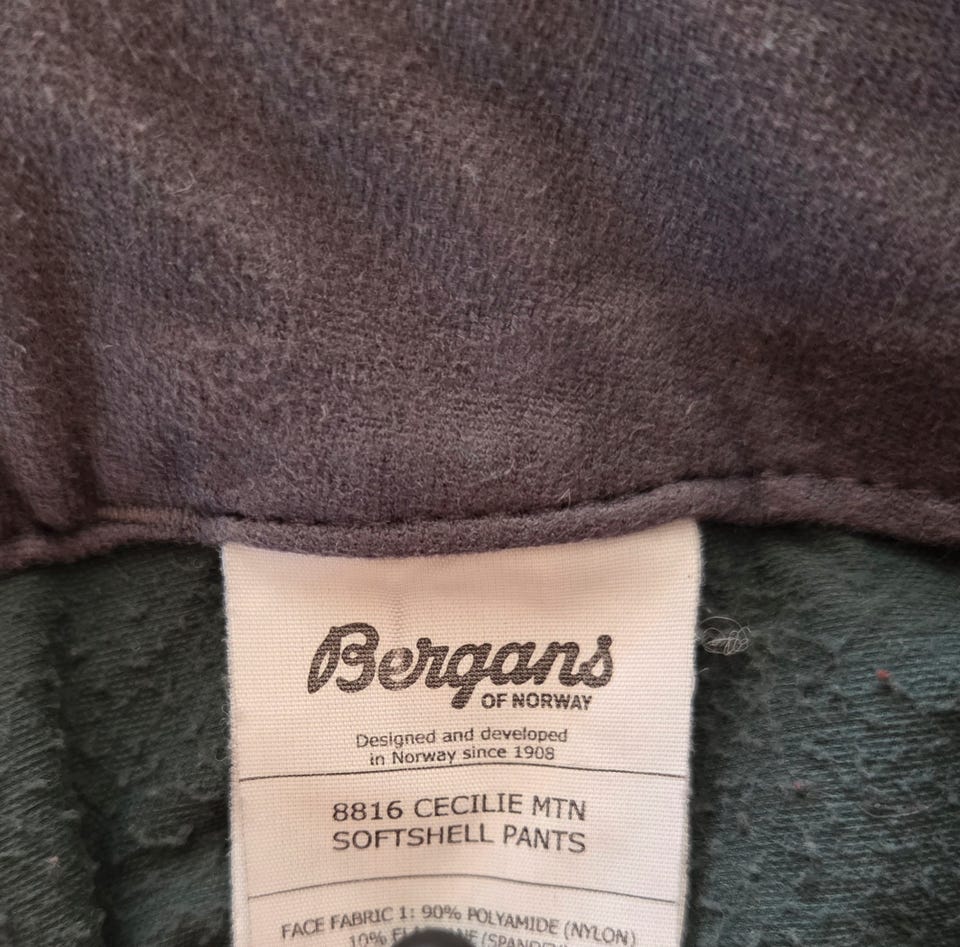 Bergans
OF NORWAY
Designed and developed
in Norway since 1908
8816 CECILIE MTN
SOFTSHELL PANTS
FACE FABRIC 1: 90% POLYAMIDE (NYLON)
10%